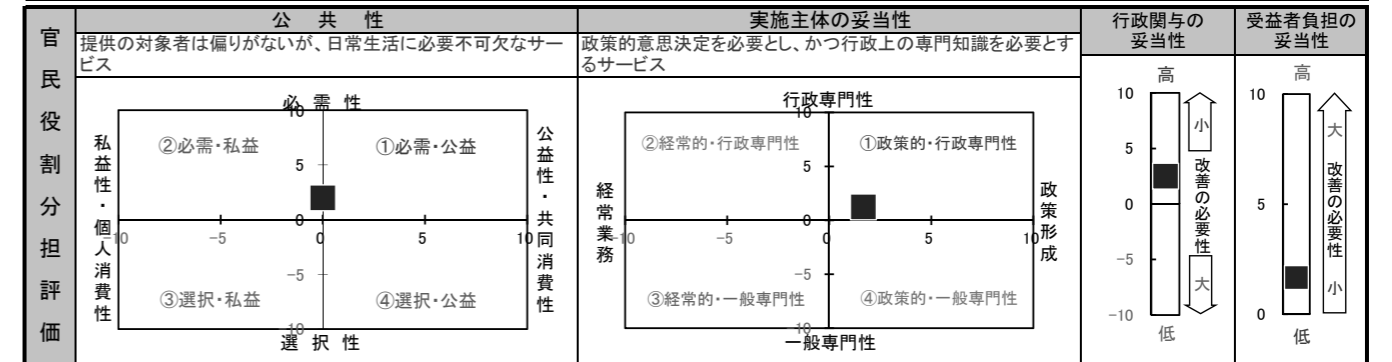 官民役割分担評価
公共性
提供の対象者は偏りがないが、日常生活に必要不可欠なサー
ビス
必需性
10
②必需・私益
①必需・公益
5
私益性・個人消費性
公益性・共同消費性
0
-10
-5
0
5
10
-5
③選択・私益
④選択・公益
-10
選択性
実施主体の妥当性
政策的意思決定を必要とし、かつ行政上の専門知識を必要とす
るサービス
行政専門性
10
②経常的・行政専門性
①政策的・行政専門性
5
経常業務
政策形成
0
-10
-5
0
5
10
-5
③経常的・一般専門性
④政策的・一般専門性
-10
一般専門性
行政関与の
妥当性
高
10
5
0
-5
-10
小
改善の必要性
大
低
受益者負担の
妥当性
高
10
5
0
大
改善の必要性
小
低